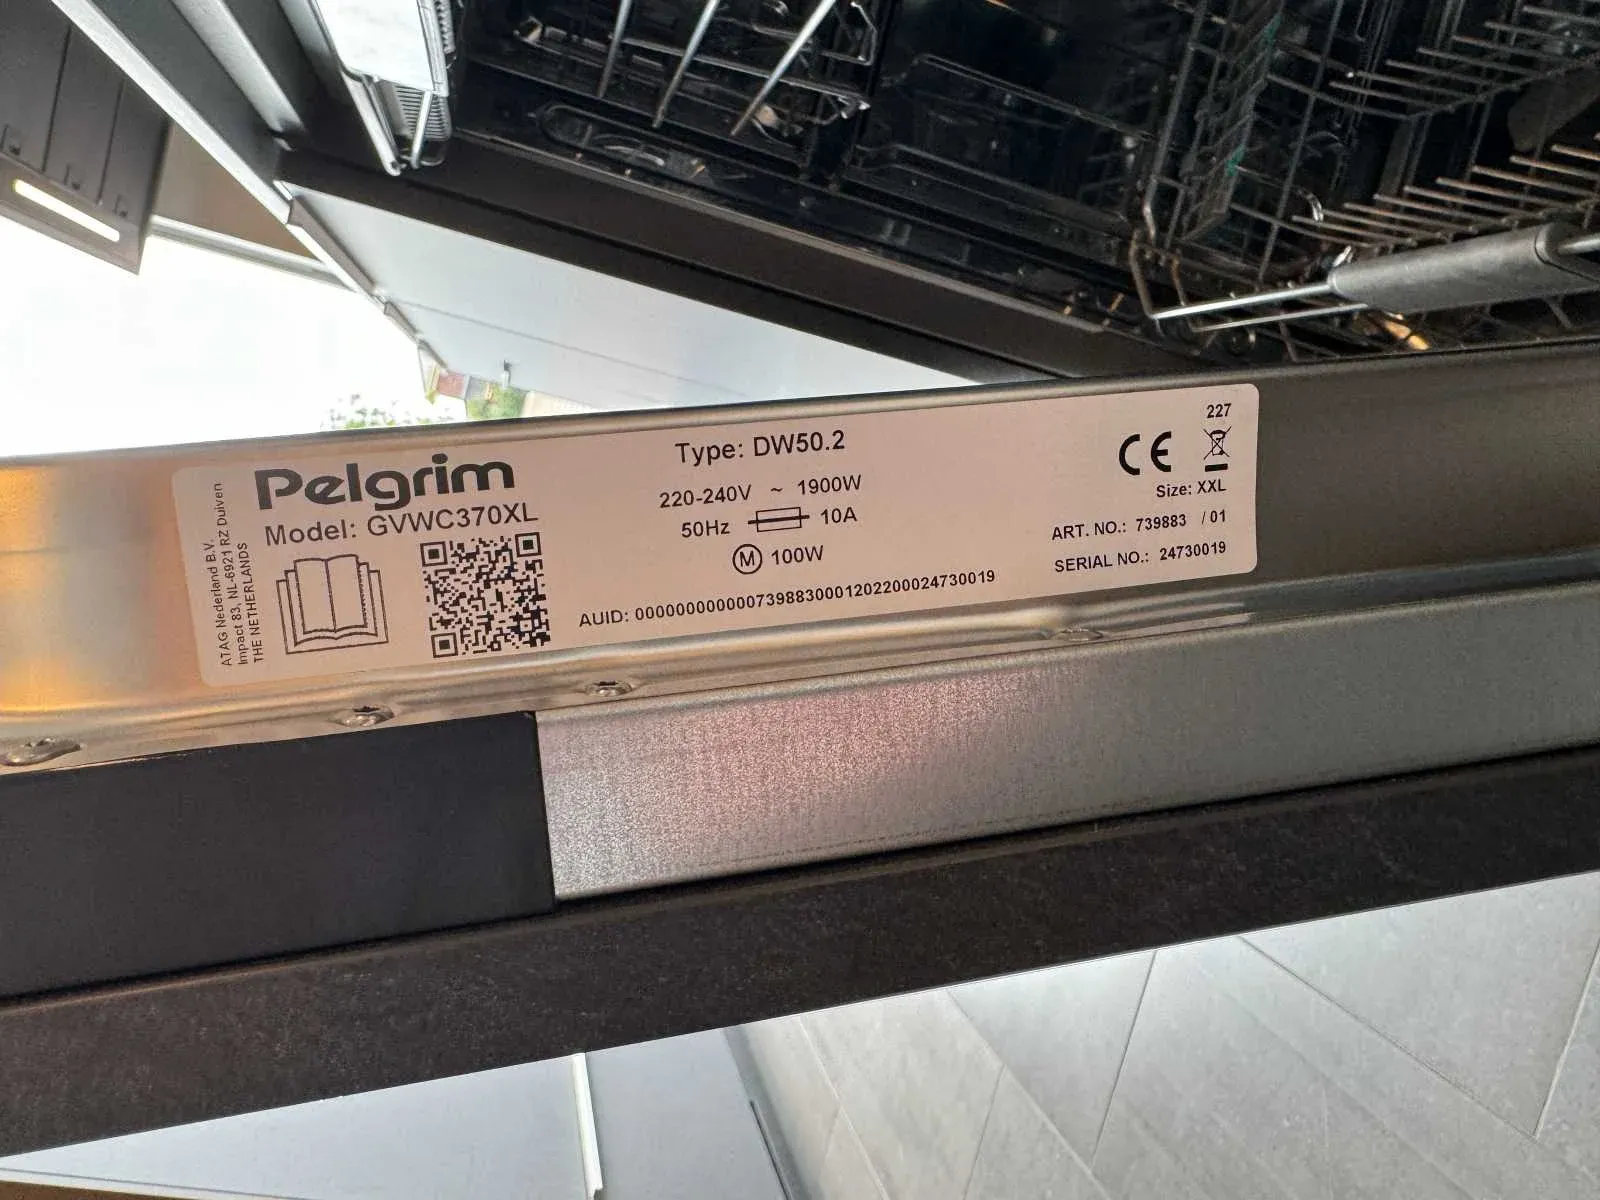 ATAG Nederland B.V.
Impact 83, NL-6921 RZ Duiven
THE NETHERLANDS
Pelgrim
Model: GVWC370XL
Type: DW50.2
220-240V ~ 1900W
50Hz 10A
M 100W
AUID: 0000000000007398830001202200024730019
227
CE
Size: XXL
ART. NO.: 739883 / 01
SERIAL NO.: 24730019